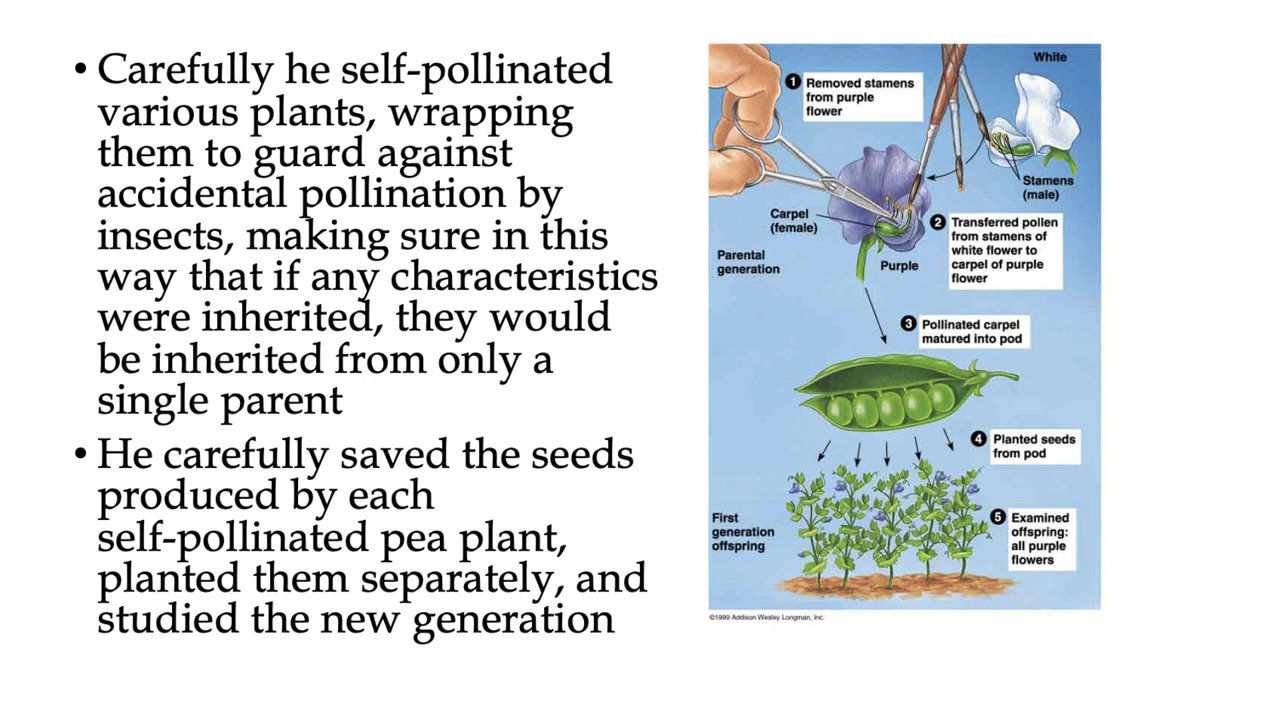 • Carefully he self-pollinated
various plants, wrapping
them to guard against
accidental pollination by
insects, making sure in this
way that if any characteristics
were inherited, they would
be inherited from only a
single parent
• He carefully saved the seeds
produced by each
self-pollinated pea plant,
planted them separately, and
studied the new generation
White
1 Removed stamens
from purple
flower
Stamens
(male)
Carpel
(female)
2 Transferred pollen
from stamens of
white flower to
carpel of purple
flower
Parental
generation
Purple
3 Pollinated carpel
matured into pod
4 Planted seeds
from pod
First
generation
offspring
5 Examined
offspring:
all purple
flowers
©1999 Addison Wesley Longman, Inc.